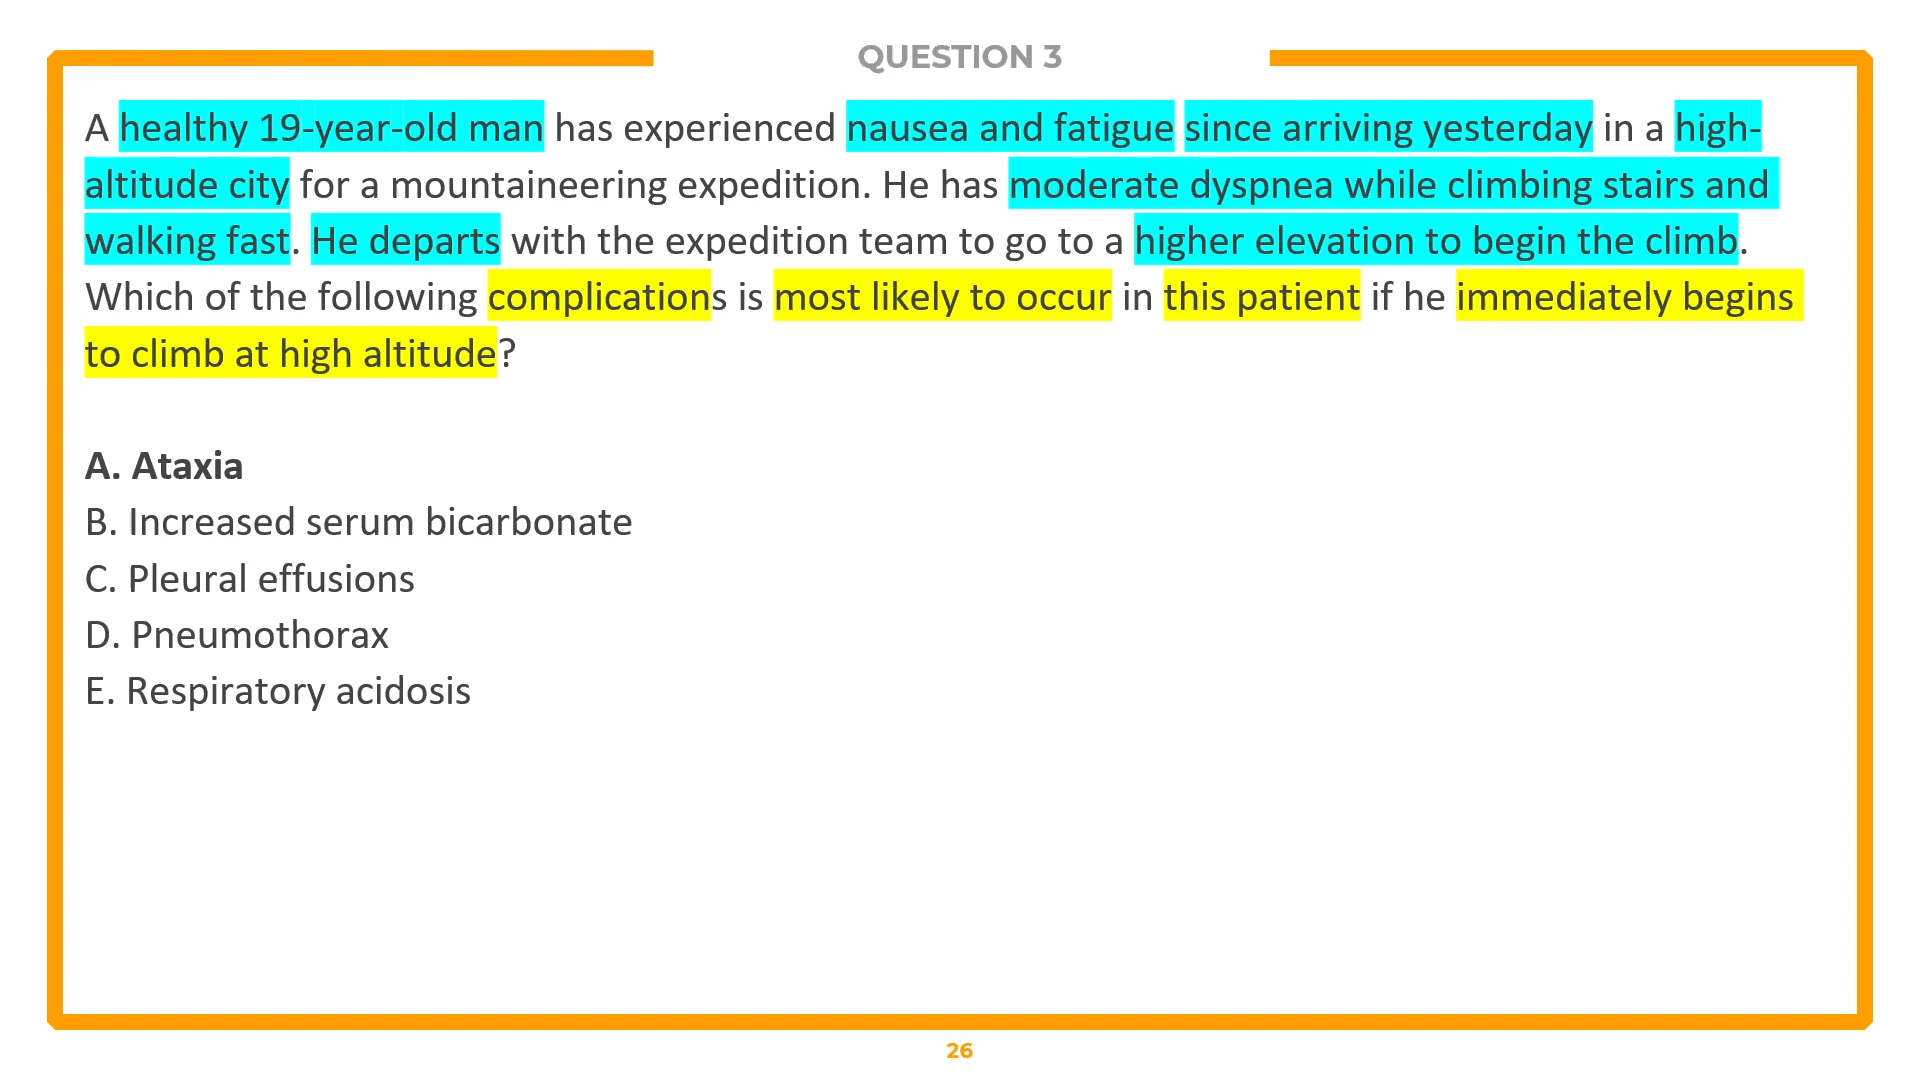 QUESTION 3
A healthy 19-year-old man has experienced nausea and fatigue since arriving yesterday in a high-
altitude city for a mountaineering expedition. He has moderate dyspnea while climbing stairs and
walking fast. He departs with the expedition team to go to a higher elevation to begin the climb.
Which of the following complications is most likely to occur in this patient if he immediately begins
to climb at high altitude?
A. Ataxia
B. Increased serum bicarbonate
C. Pleural effusions
D. Pneumothorax
E. Respiratory acidosis
26